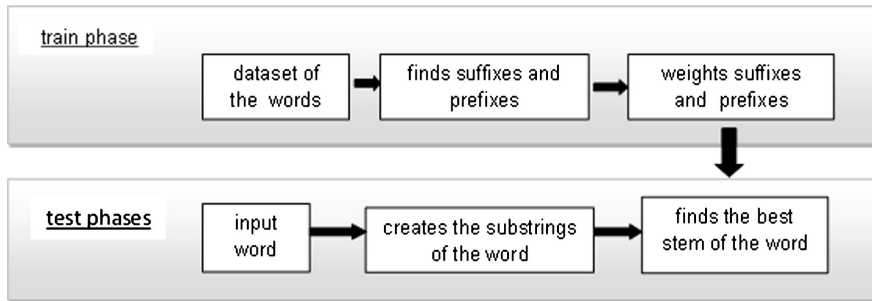 train phase
dataset of
the words
finds suffixes and
prefixes
weights suffixes
and prefixes
test phases
input
word
creates the substrings
of the word
finds the best
stem of the word